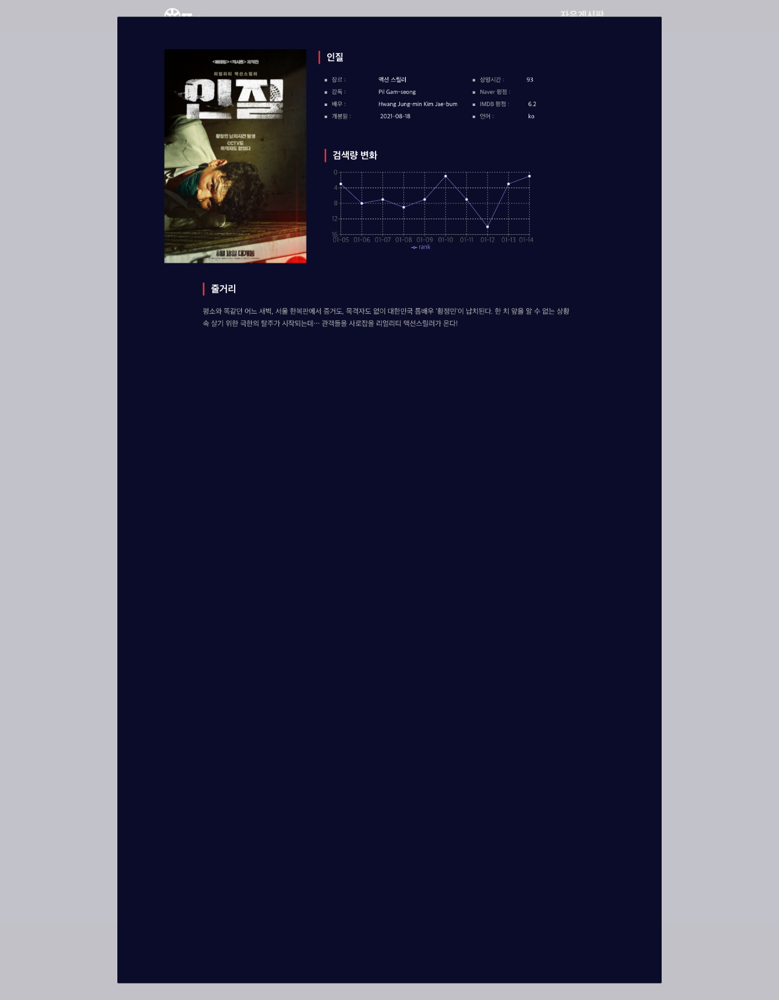 자유게시판
<베테랑> <엑시트> 제작진
리얼리티 액션스릴러
인질
황정민 납치사건 발생
CCTV도
목격자도 없었다
8월 18일 대개봉
인질
장르 : 액션 스릴러 상영시간 : 93
감독 : Pil Gam-seong Naver 평점 :
배우 : Hwang Jung-min Kim Jae-bum IMDB 평점 : 6.2
개봉일 : 2021-08-18 언어 : ko
검색량 변화
0
4
8
12
16
01-05 01-06 01-07 01-08 01-09 01-10 01-11 01-12 01-13 01-14
rank
줄거리
평소와 똑같던 어느 새벽, 서울 한복판에서 증거도, 목격자도 없이 대한민국 톱배우 '황정민'이 납치된다. 한 치 앞을 알 수 없는 상황
속 살기 위한 극한의 탈주가 시작되는데… 관객들을 사로잡을 리얼리티 액션스릴러가 온다!